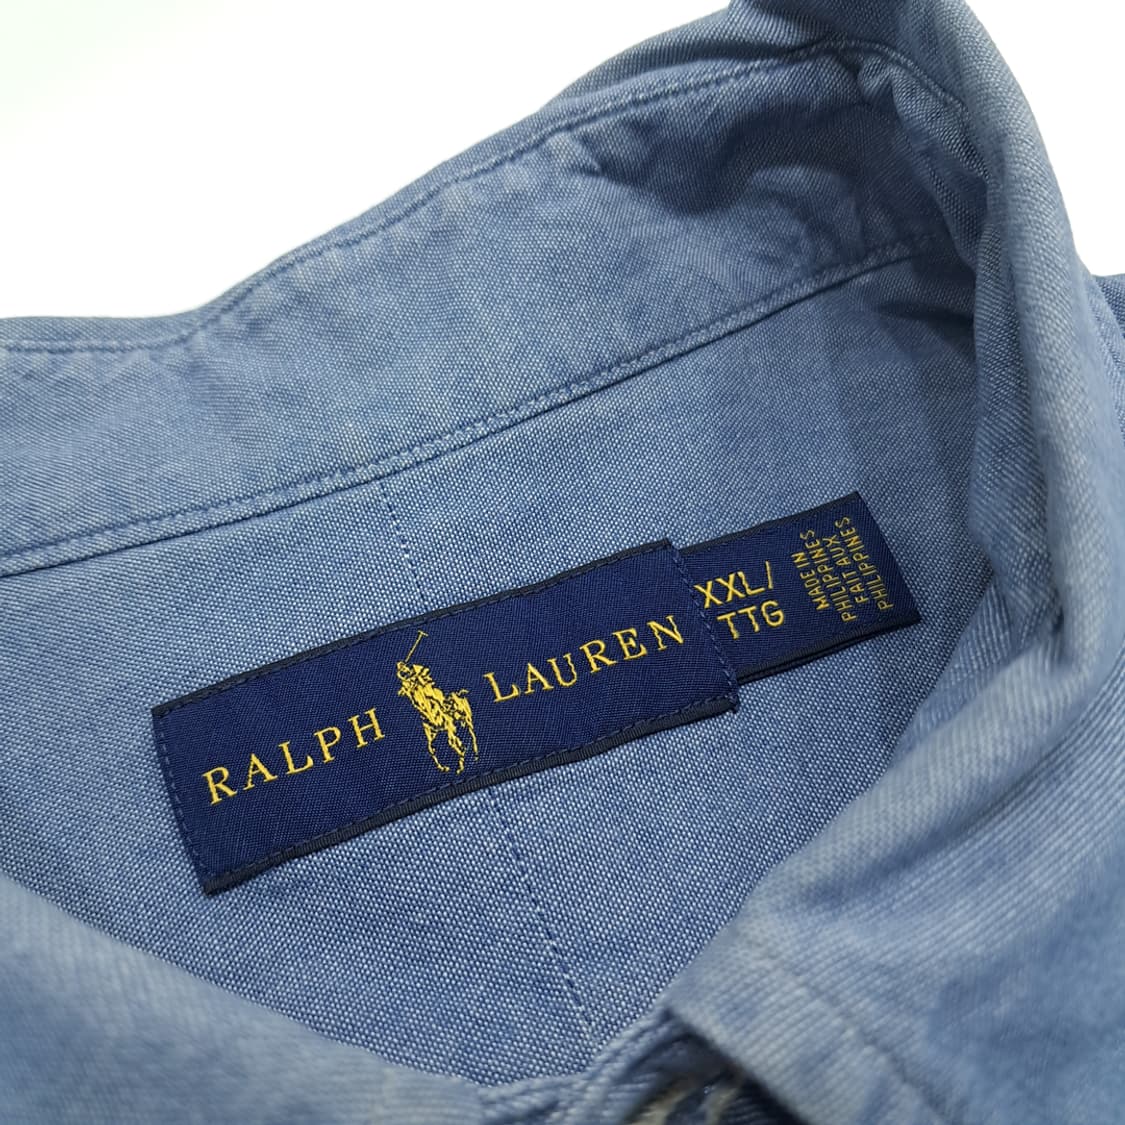 RALPH LAUREN
XXL/
TTG
MADE IN
PHILIPPINES
FAIT AUX
PHILIPPINES